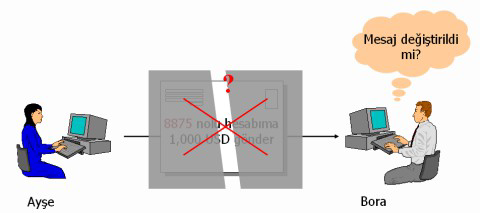 Mesaj değiştirildi
mi?
?
8875 nolu hesabıma
1,000 USD gönder
Ayşe
Bora